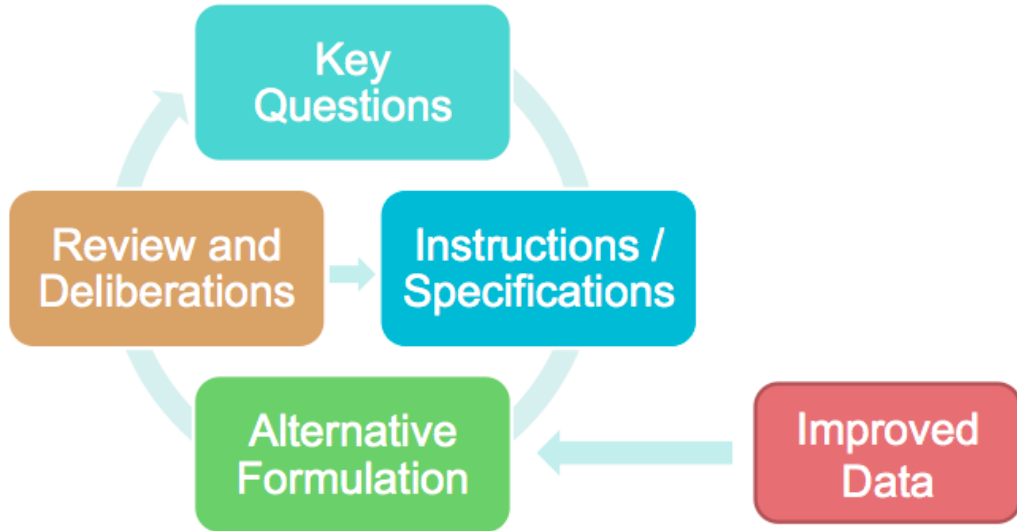 Key
Questions
Review and
Deliberations
Instructions /
Specifications
Alternative
Formulation
Improved
Data